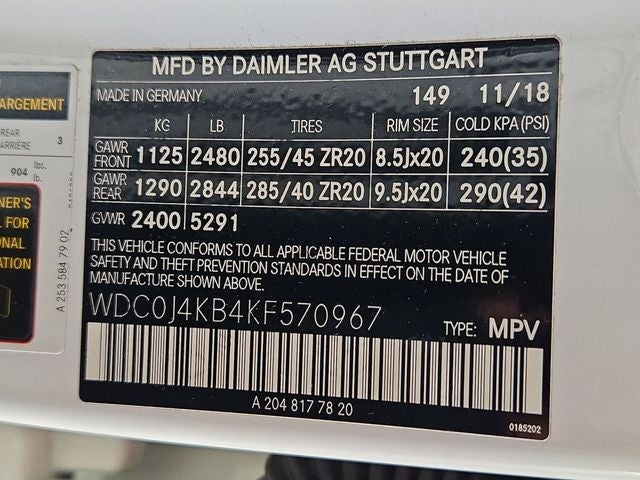 MFD BY DAIMLER AG STUTTGART
MADE IN GERMANY 149 11/18
KG LB TIRES RIM SIZE COLD KPA(PSI)
GAWR FRONT 1125 2480 255/45 ZR20 8.5Jx20 240(35)
GAWR REAR 1290 2844 285/40 ZR20 9.5Jx20 290(42)
GVWR 2400 5291
THIS VEHICLE CONFORMS TO ALL APPLICABLE FEDERAL MOTOR VEHICLE
SAFETY AND THEFT PREVENTION STANDARDS IN EFFECT ON THE DATE OF
MANUFACTURE SHOWN ABOVE.
WDC0J4KB4KF570967 TYPE: MPV
A 204 817 78 20
0185202
ARGEMENT
REAR
ARRIÈRE 3
904 lbs.
lbs.
NER'S
L FOR
ONAL
ATION
A 253 584 79 02